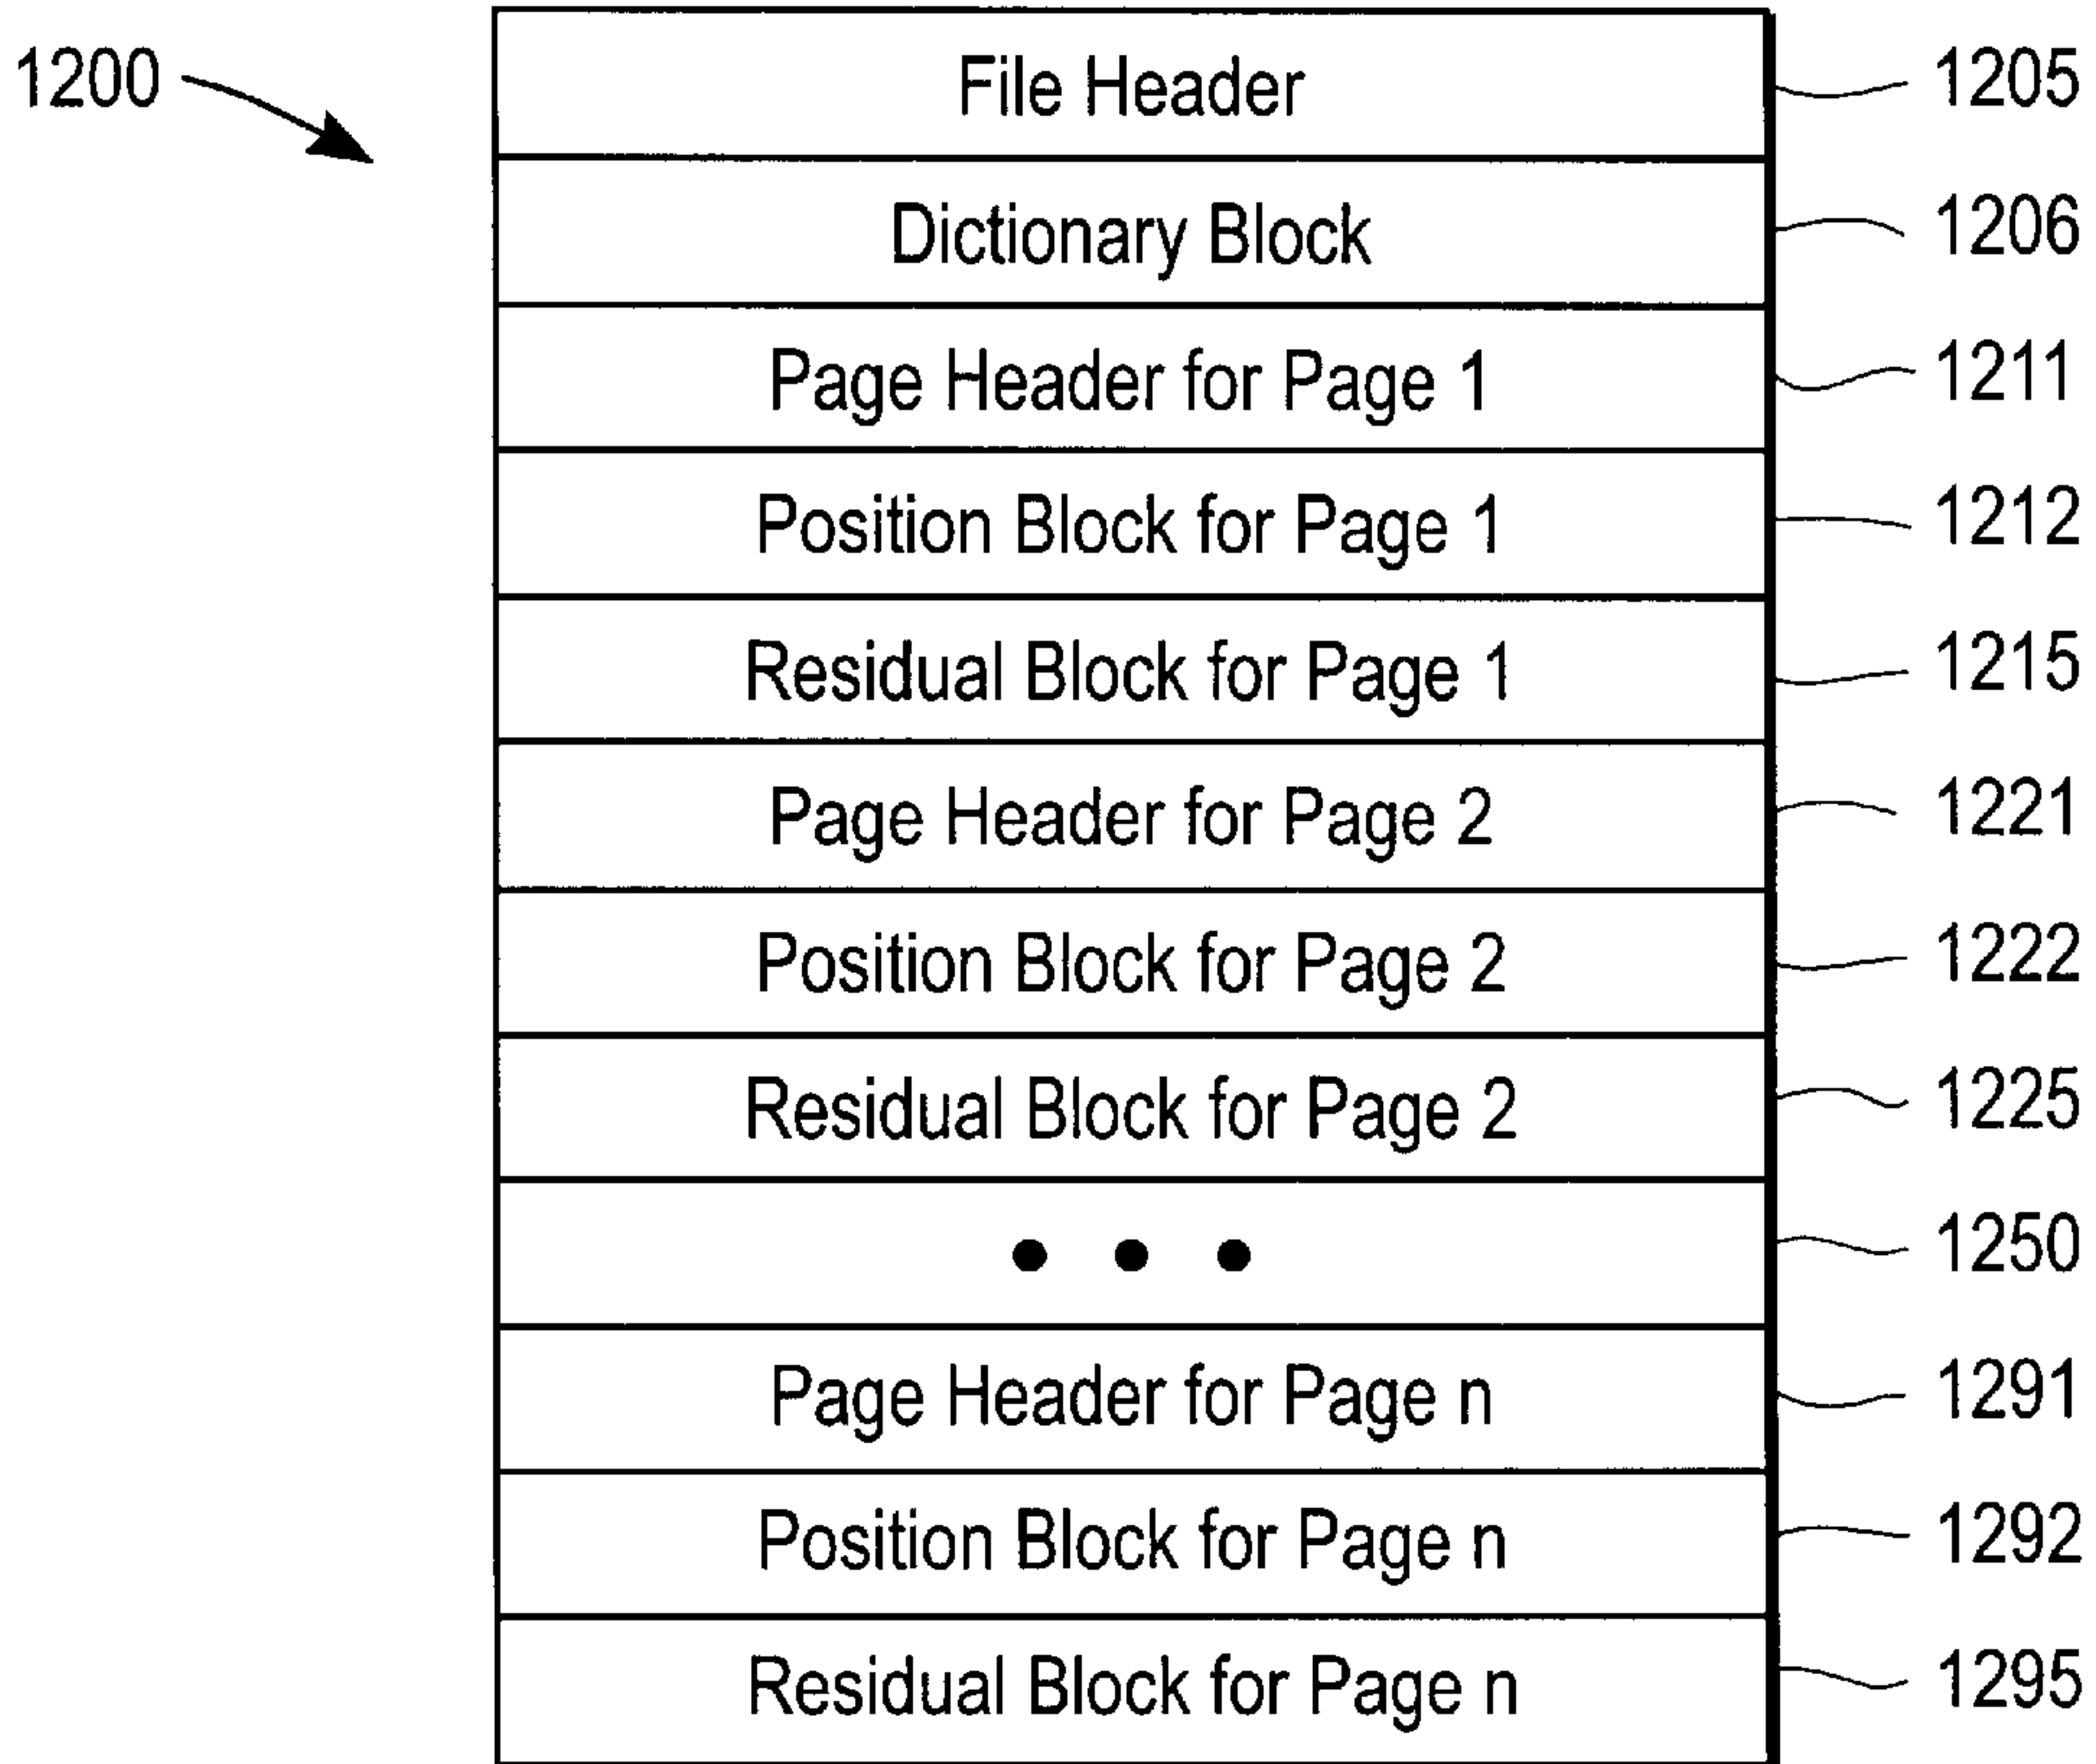 1200
File Header 1205
Dictionary Block 1206
Page Header for Page 1 1211
Position Block for Page 1 1212
Residual Block for Page 1 1215
Page Header for Page 2 1221
Position Block for Page 2 1222
Residual Block for Page 2 1225
• • • 1250
Page Header for Page n 1291
Position Block for Page n 1292
Residual Block for Page n 1295